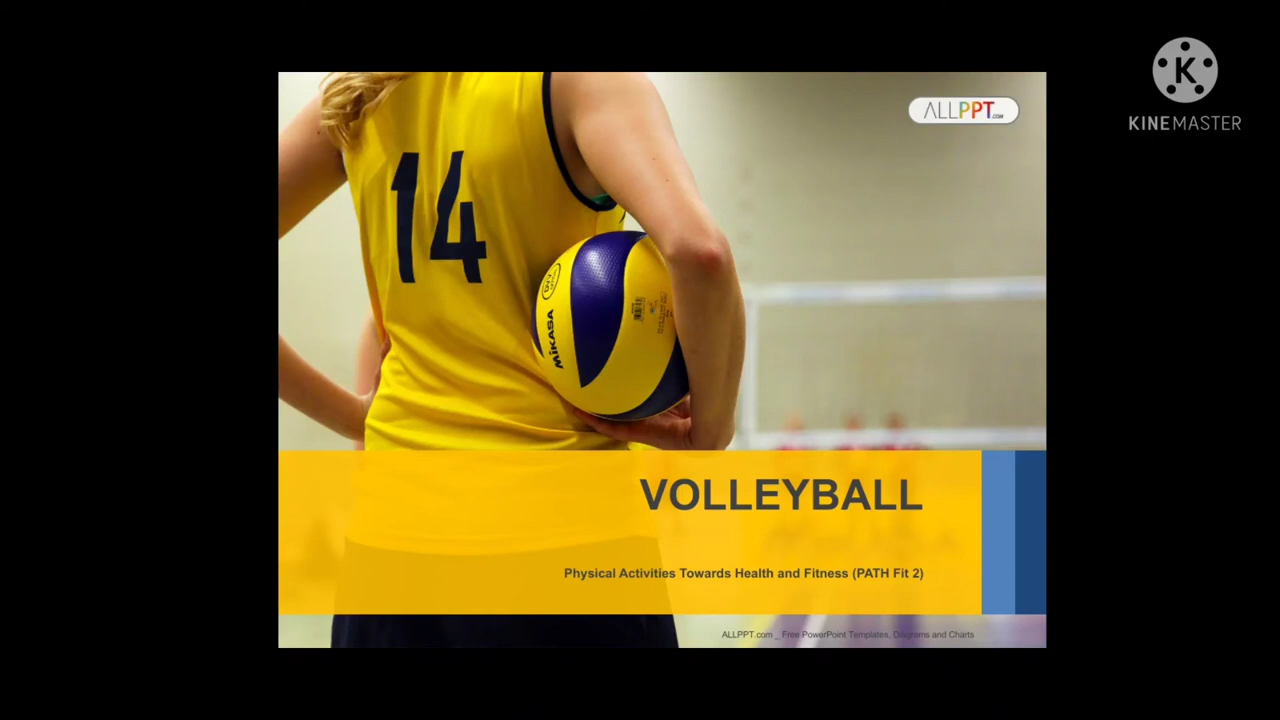 ALLPPT.com
KINEMASTER
14
MIKASA
VOLLEYBALL
Physical Activities Towards Health and Fitness (PATH Fit 2)
ALLPPT.com _ Free PowerPoint Templates, Diagrams and Charts